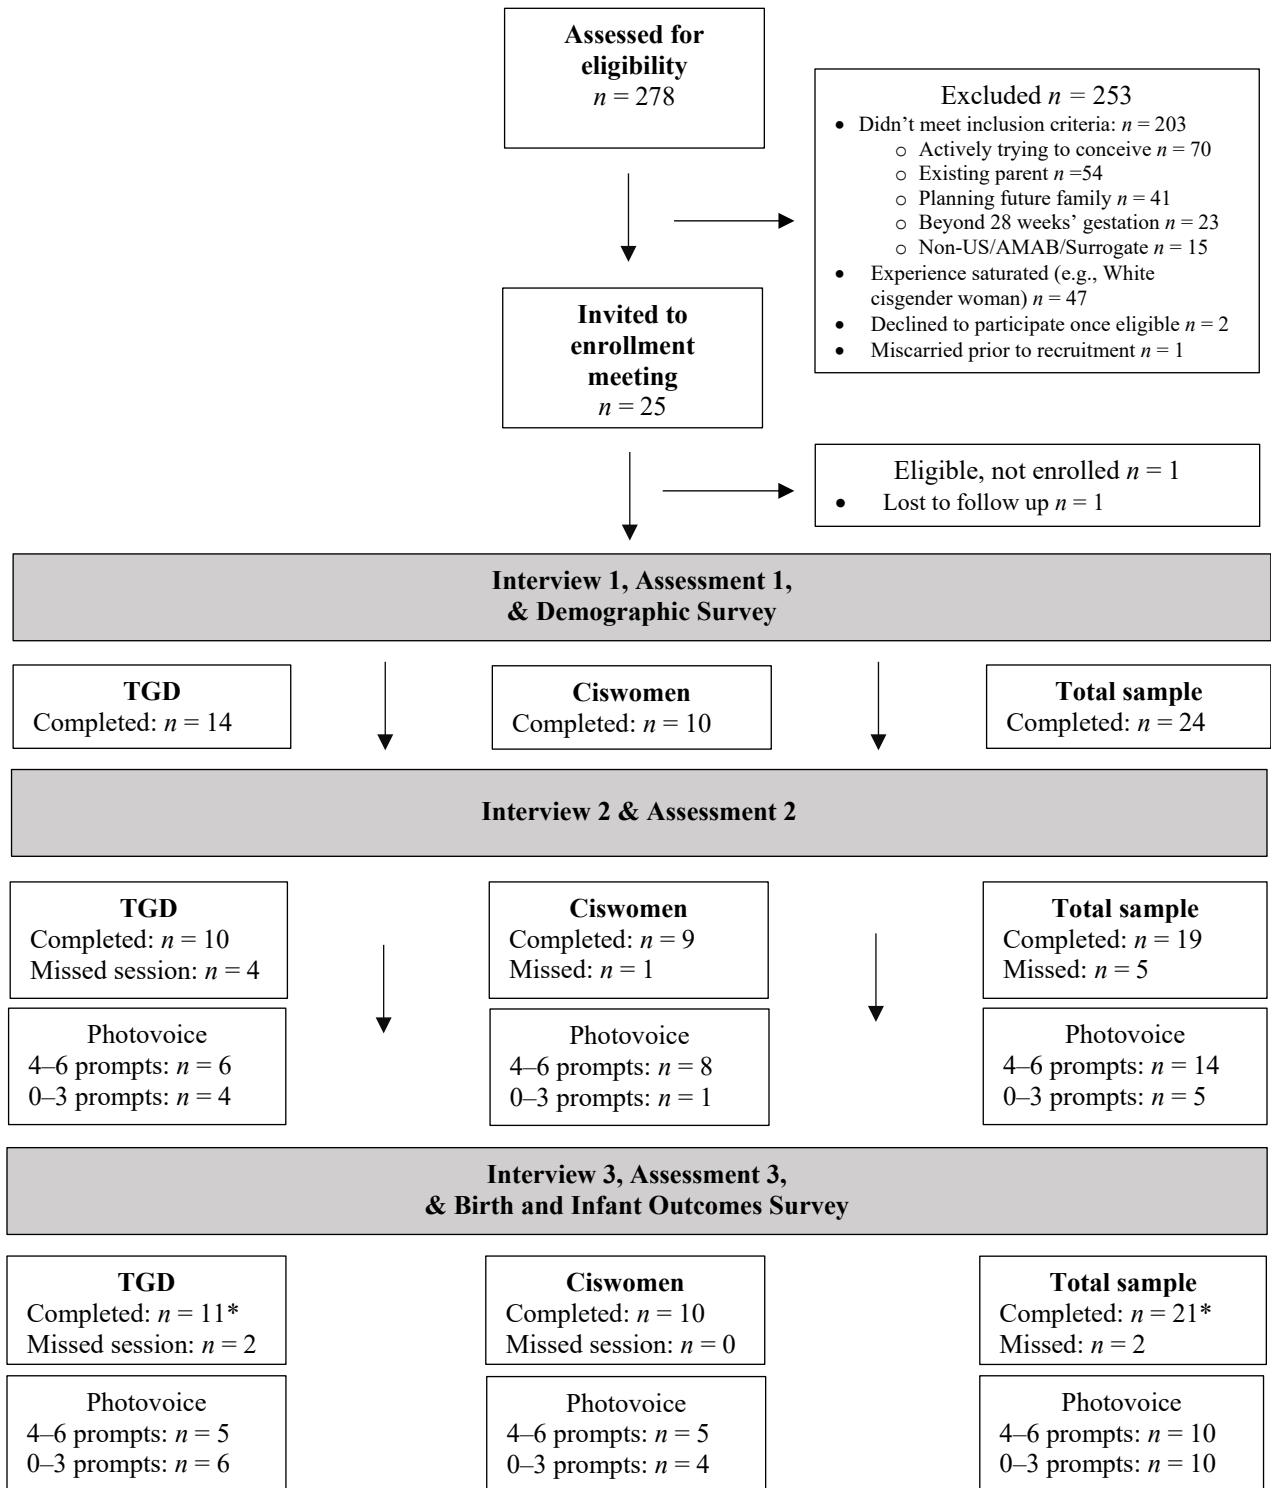 Assessed for
eligibility
n = 278
Excluded n = 253
• Didn't meet inclusion criteria: n = 203
o Actively trying to conceive n = 70
o Existing parent n =54
o Planning future family n = 41
o Beyond 28 weeks' gestation n = 23
o Non-US/AMAB/Surrogate n = 15
• Experience saturated (e.g., White
cisgender woman) n = 47
• Declined to participate once eligible n = 2
• Miscarried prior to recruitment n = 1
Invited to
enrollment
meeting
n = 25
Eligible, not enrolled n = 1
• Lost to follow up n = 1
Interview 1, Assessment 1,
& Demographic Survey
TGD
Completed: n = 14
Ciswomen
Completed: n = 10
Total sample
Completed: n = 24
Interview 2 & Assessment 2
TGD
Completed: n = 10
Missed session: n = 4
Ciswomen
Completed: n = 9
Missed: n = 1
Total sample
Completed: n = 19
Missed: n = 5
Photovoice
4–6 prompts: n = 6
0–3 prompts: n = 4
Photovoice
4–6 prompts: n = 8
0–3 prompts: n = 1
Photovoice
4–6 prompts: n = 14
0–3 prompts: n = 5
Interview 3, Assessment 3,
& Birth and Infant Outcomes Survey
TGD
Completed: n = 11*
Missed session: n = 2
Ciswomen
Completed: n = 10
Missed session: n = 0
Total sample
Completed: n = 21*
Missed: n = 2
Photovoice
4–6 prompts: n = 5
0–3 prompts: n = 6
Photovoice
4–6 prompts: n = 5
0–3 prompts: n = 4
Photovoice
4–6 prompts: n = 10
0–3 prompts: n = 10